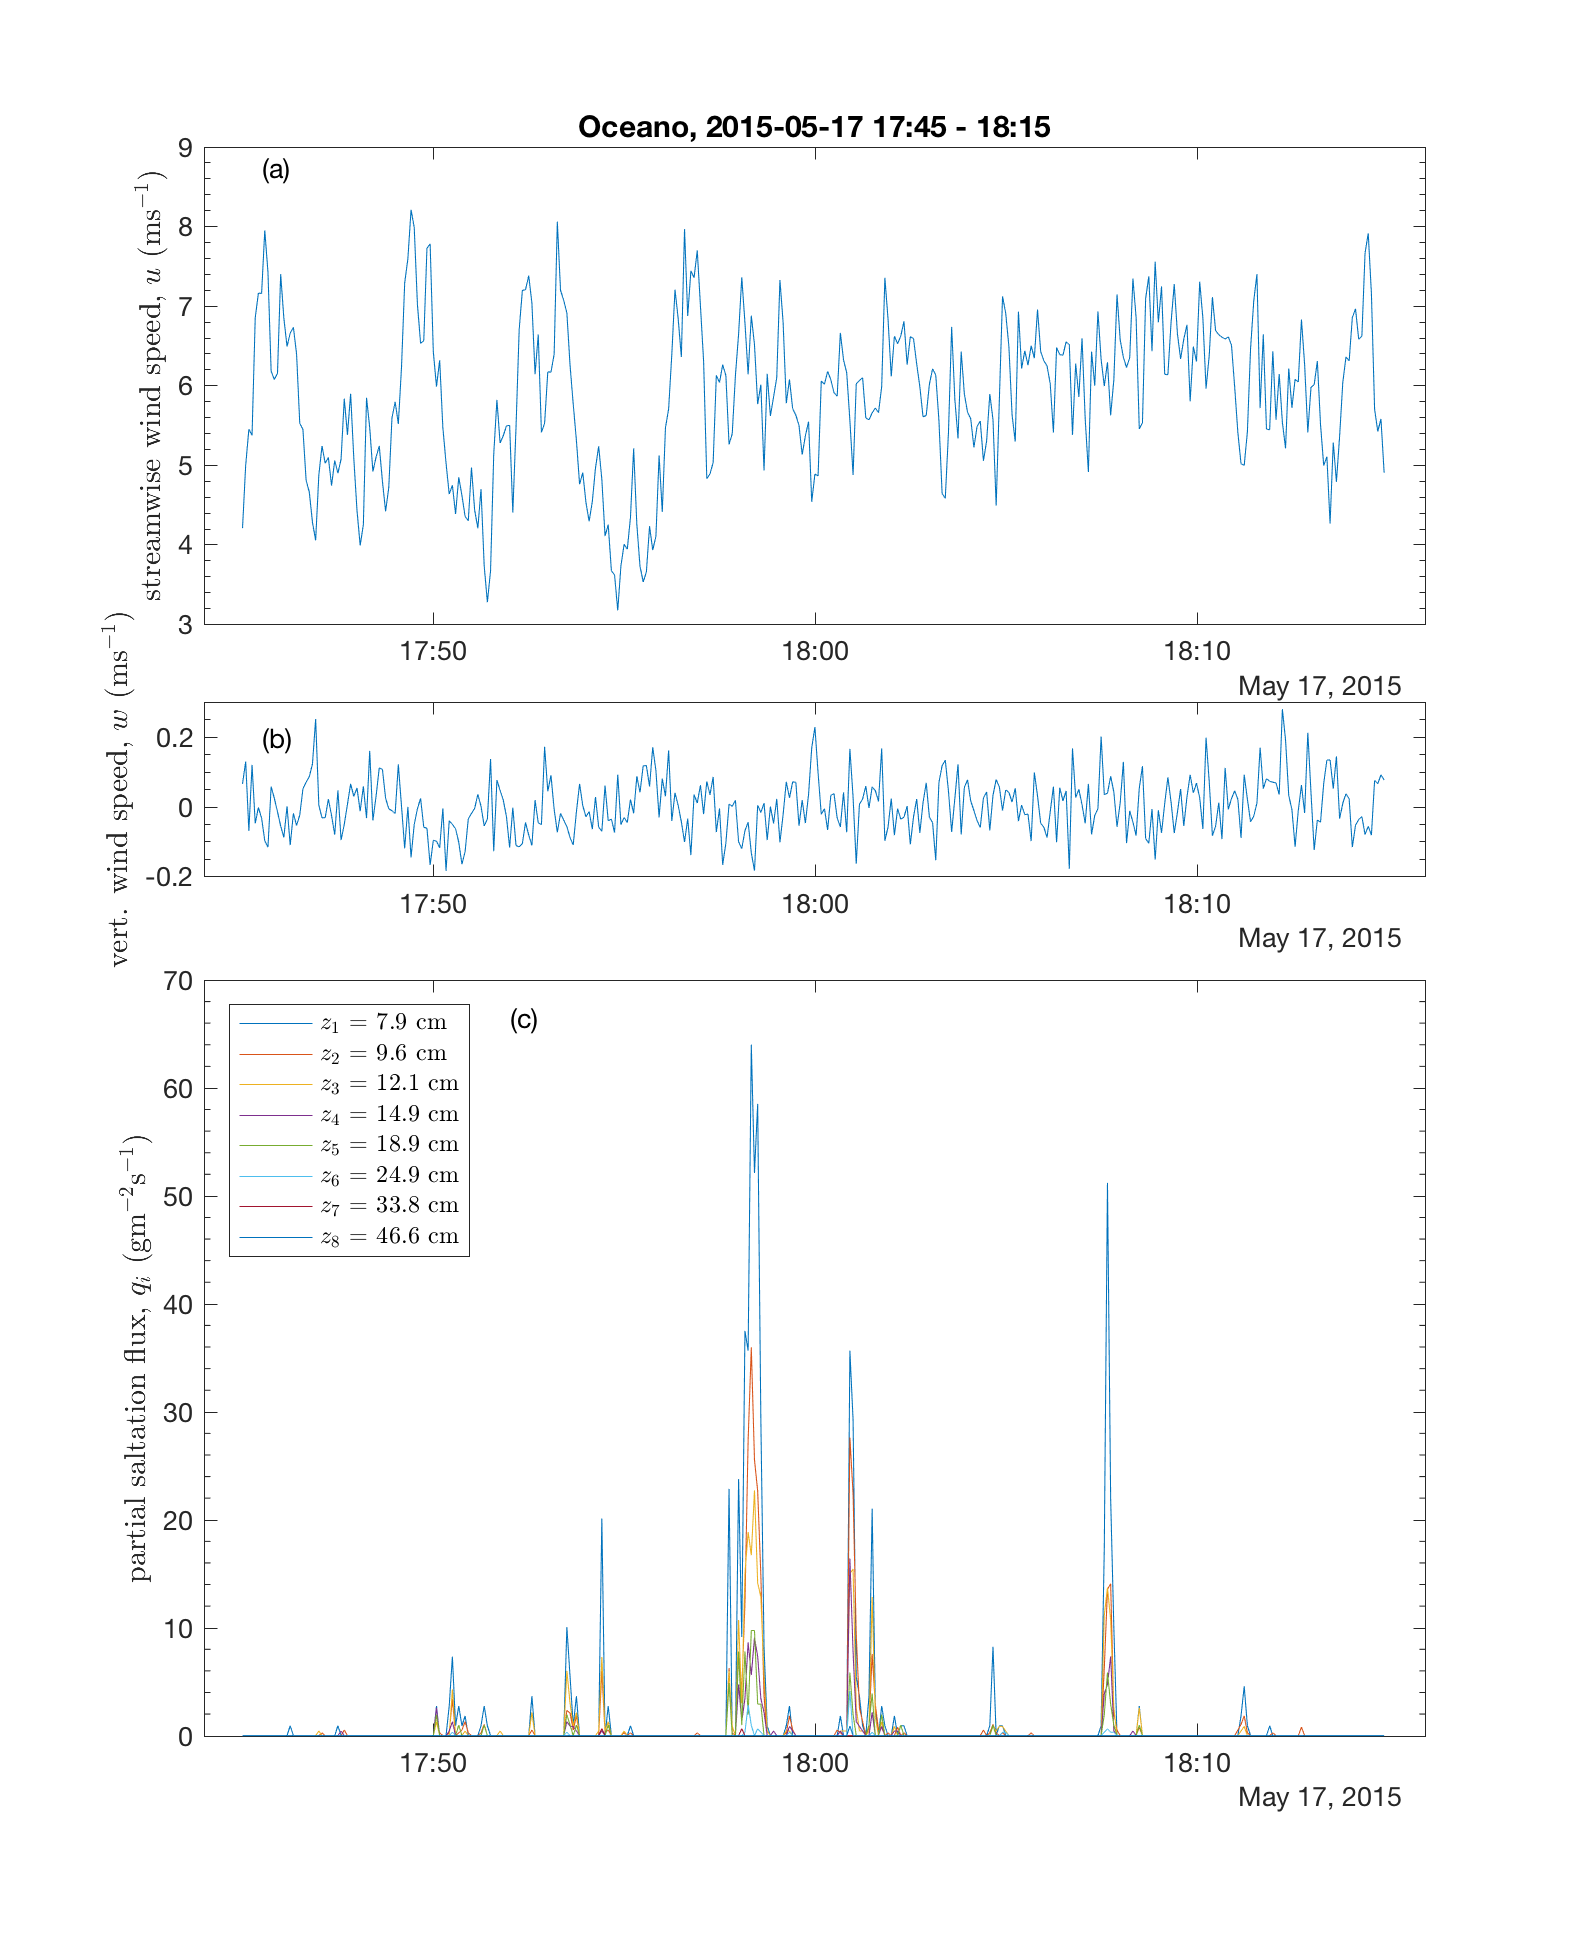 Oceano, 2015-05-17 17:45 - 18:15
(a)
streamwise wind speed, u (ms⁻¹)
9
8
7
6
5
4
3
17:50 18:00 18:10
May 17, 2015
(b)
vert. wind speed, w (ms⁻¹)
0.2
0
-0.2
17:50 18:00 18:10
May 17, 2015
(c)
partial saltation flux, qᵢ (gm⁻²s⁻¹)
70
60
50
40
30
20
10
0
z₁ = 7.9 cm
z₂ = 9.6 cm
z₃ = 12.1 cm
z₄ = 14.9 cm
z₅ = 18.9 cm
z₆ = 24.9 cm
z₇ = 33.8 cm
z₈ = 46.6 cm
17:50 18:00 18:10
May 17, 2015